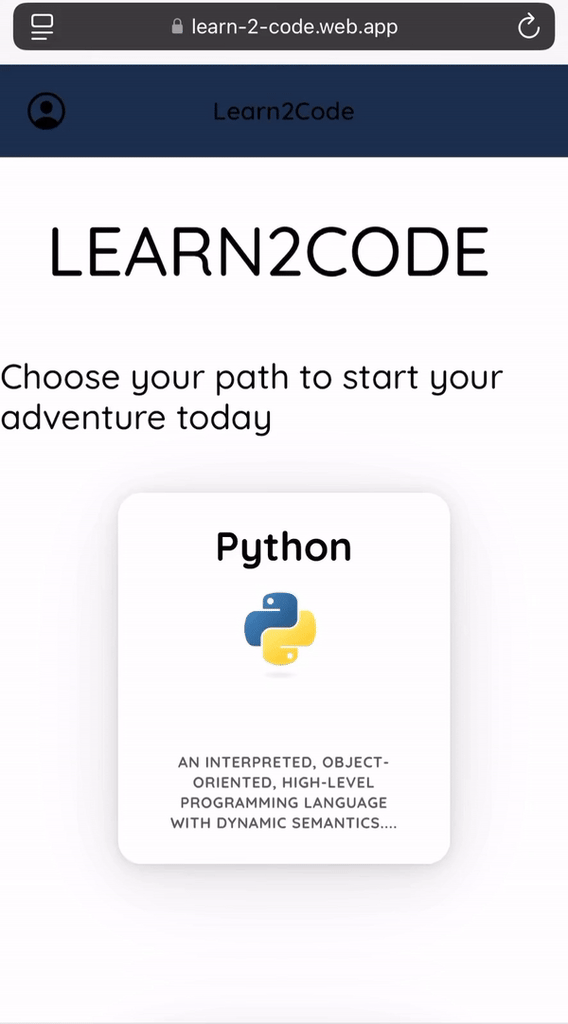 learn-2-code.web.app
Learn2Code
LEARN2CODE
Choose your path to start your
adventure today
Python
AN INTERPRETED, OBJECT-
ORIENTED, HIGH-LEVEL
PROGRAMMING LANGUAGE
WITH DYNAMIC SEMANTICS....